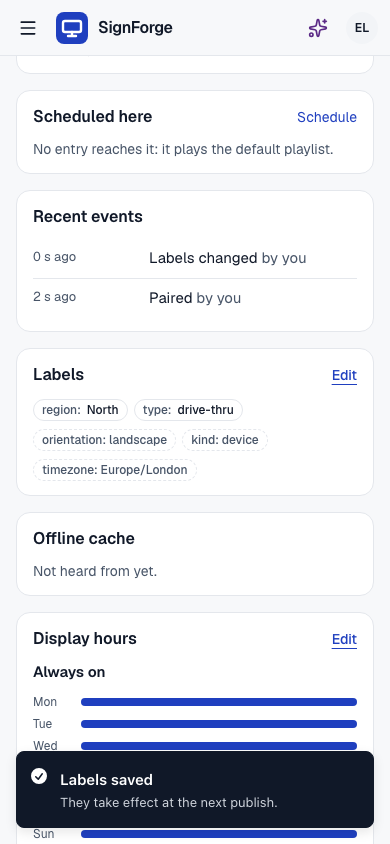 SignForge
EL
Scheduled here
Schedule
No entry reaches it: it plays the default playlist.
Recent events
0 s ago
Labels changed by you
2 s ago
Paired by you
Labels
Edit
region: North
type: drive-thru
orientation: landscape
kind: device
timezone: Europe/London
Offline cache
Not heard from yet.
Display hours
Edit
Always on
Mon
Tue
Wed
Labels saved
They take effect at the next publish.
Sun